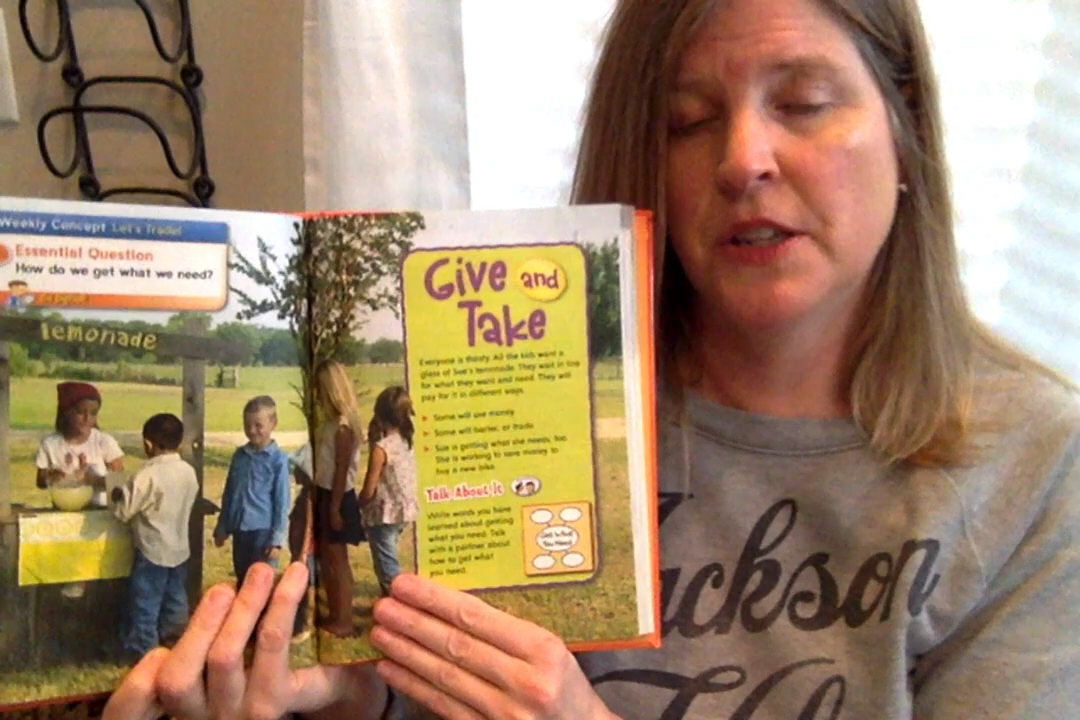 Weekly Concept Let's Trade!
Essential Question
How do we get what we need?
Go Digital!
lemonade
Give and
Take
Everyone is thirsty. All the kids want a
glass of Sue's lemonade. They wait in line
for what they want and need. They will
pay for it in different ways.
Some will use money.
Some will barter, or trade.
Sue is getting what she needs, too.
She is working to save money to
buy a new bike.
Talk About It
Write words you have
learned about getting
what you need. Talk
with a partner about
how to get what
you need.
Get What
You Need
Jackson